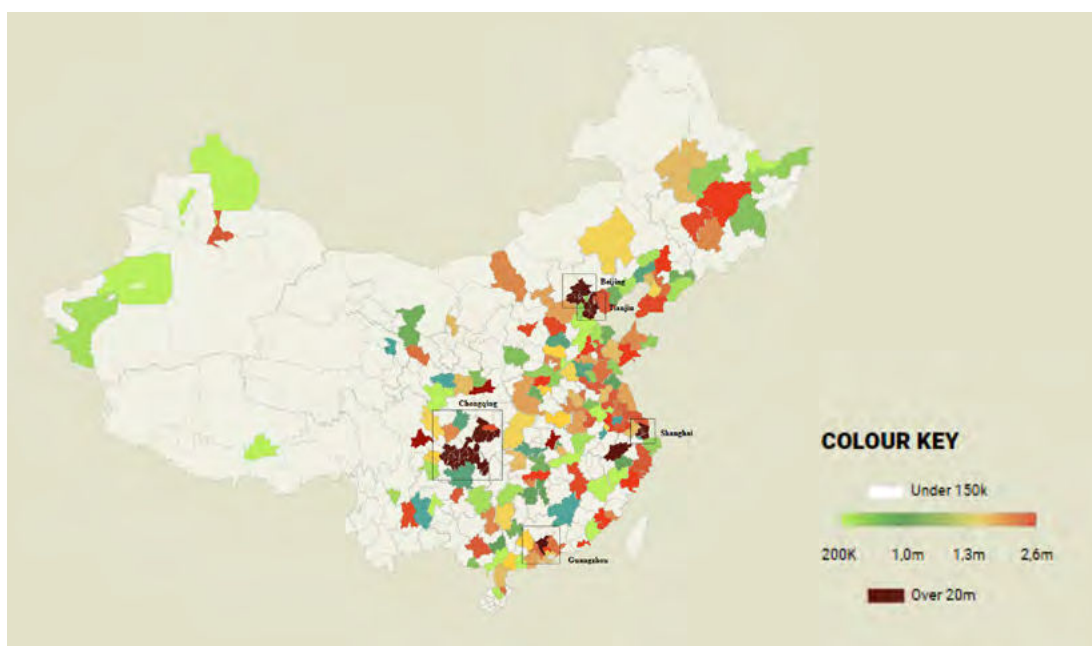 Beijing
Tianjin
Chongqing
Shanghai
Guangzhou
COLOUR KEY
Under 150k
200K 1,0m 1,3m 2,6m
Over 20m